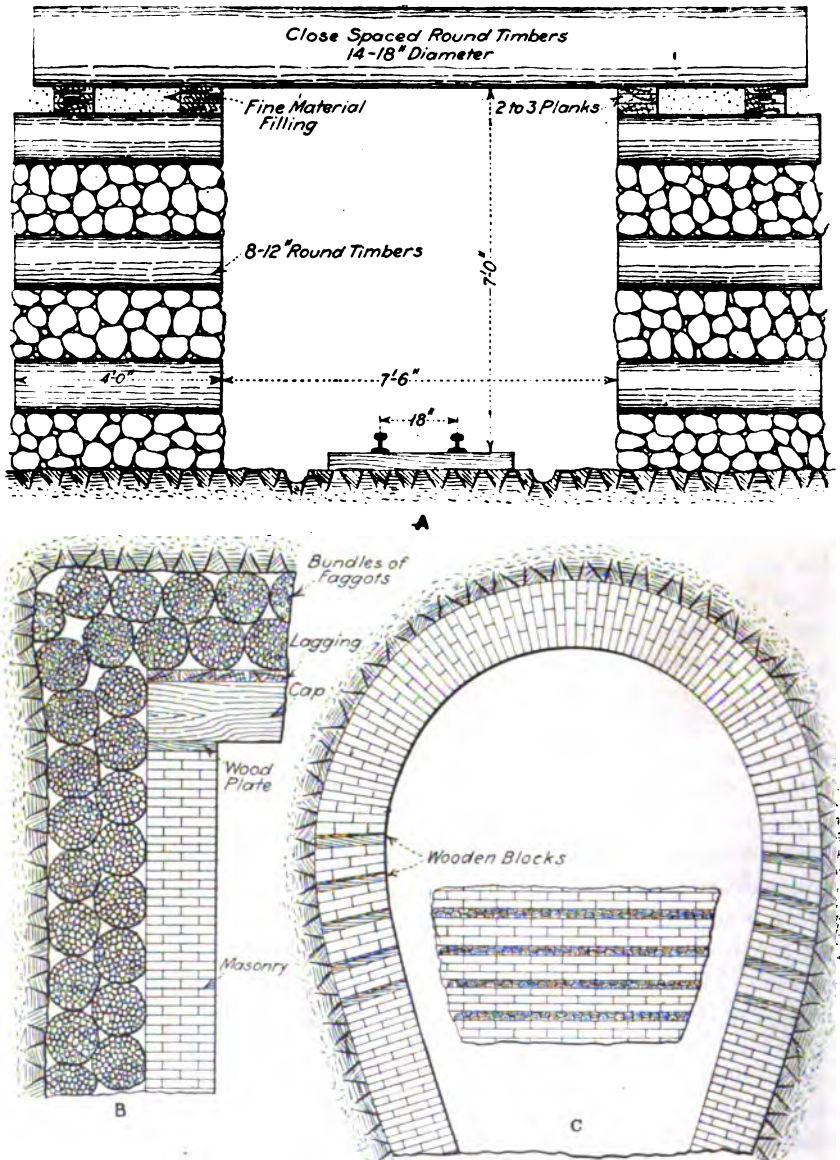 Close Spaced Round Timbers
14-18" Diameter
Fine Material
Filling
2 to 3 Planks
8-12" Round Timbers
7'-0"
4'-0"
7'-6"
18"
A
Bundles of
Faggots
Lagging
Cap
Wood
Plate
Wooden Blocks
Masonry
B
C